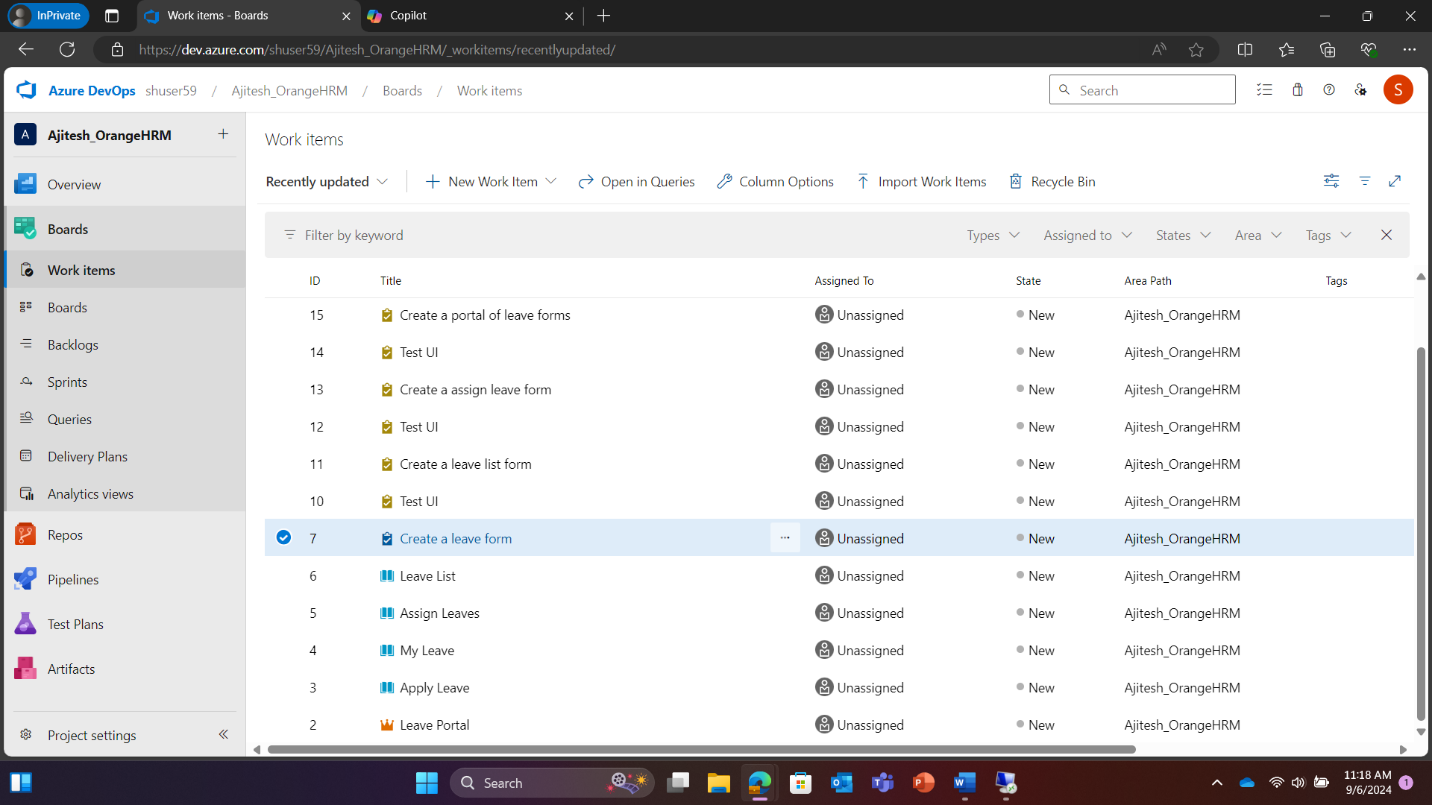 InPrivate
Work items - Boards
Copilot
https://dev.azure.com/shuser59/Ajitesh_OrangeHRM/_workitems/recentlyupdated/
Azure DevOps shuser59 / Ajitesh_OrangeHRM / Boards / Work items
Search
S
A Ajitesh_OrangeHRM
Overview
Boards
Work items
Boards
Backlogs
Sprints
Queries
Delivery Plans
Analytics views
Repos
Pipelines
Test Plans
Artifacts
Project settings
Work items
Recently updated New Work Item Open in Queries Column Options Import Work Items Recycle Bin
Filter by keyword Types Assigned to States Area Tags
ID Title Assigned To State Area Path Tags
15 Create a portal of leave forms Unassigned New Ajitesh_OrangeHRM
14 Test UI Unassigned New Ajitesh_OrangeHRM
13 Create a assign leave form Unassigned New Ajitesh_OrangeHRM
12 Test UI Unassigned New Ajitesh_OrangeHRM
11 Create a leave list form Unassigned New Ajitesh_OrangeHRM
10 Test UI Unassigned New Ajitesh_OrangeHRM
7 Create a leave form Unassigned New Ajitesh_OrangeHRM
6 Leave List Unassigned New Ajitesh_OrangeHRM
5 Assign Leaves Unassigned New Ajitesh_OrangeHRM
4 My Leave Unassigned New Ajitesh_OrangeHRM
3 Apply Leave Unassigned New Ajitesh_OrangeHRM
2 Leave Portal Unassigned New Ajitesh_OrangeHRM
Search
11:18 AM
9/6/2024
1